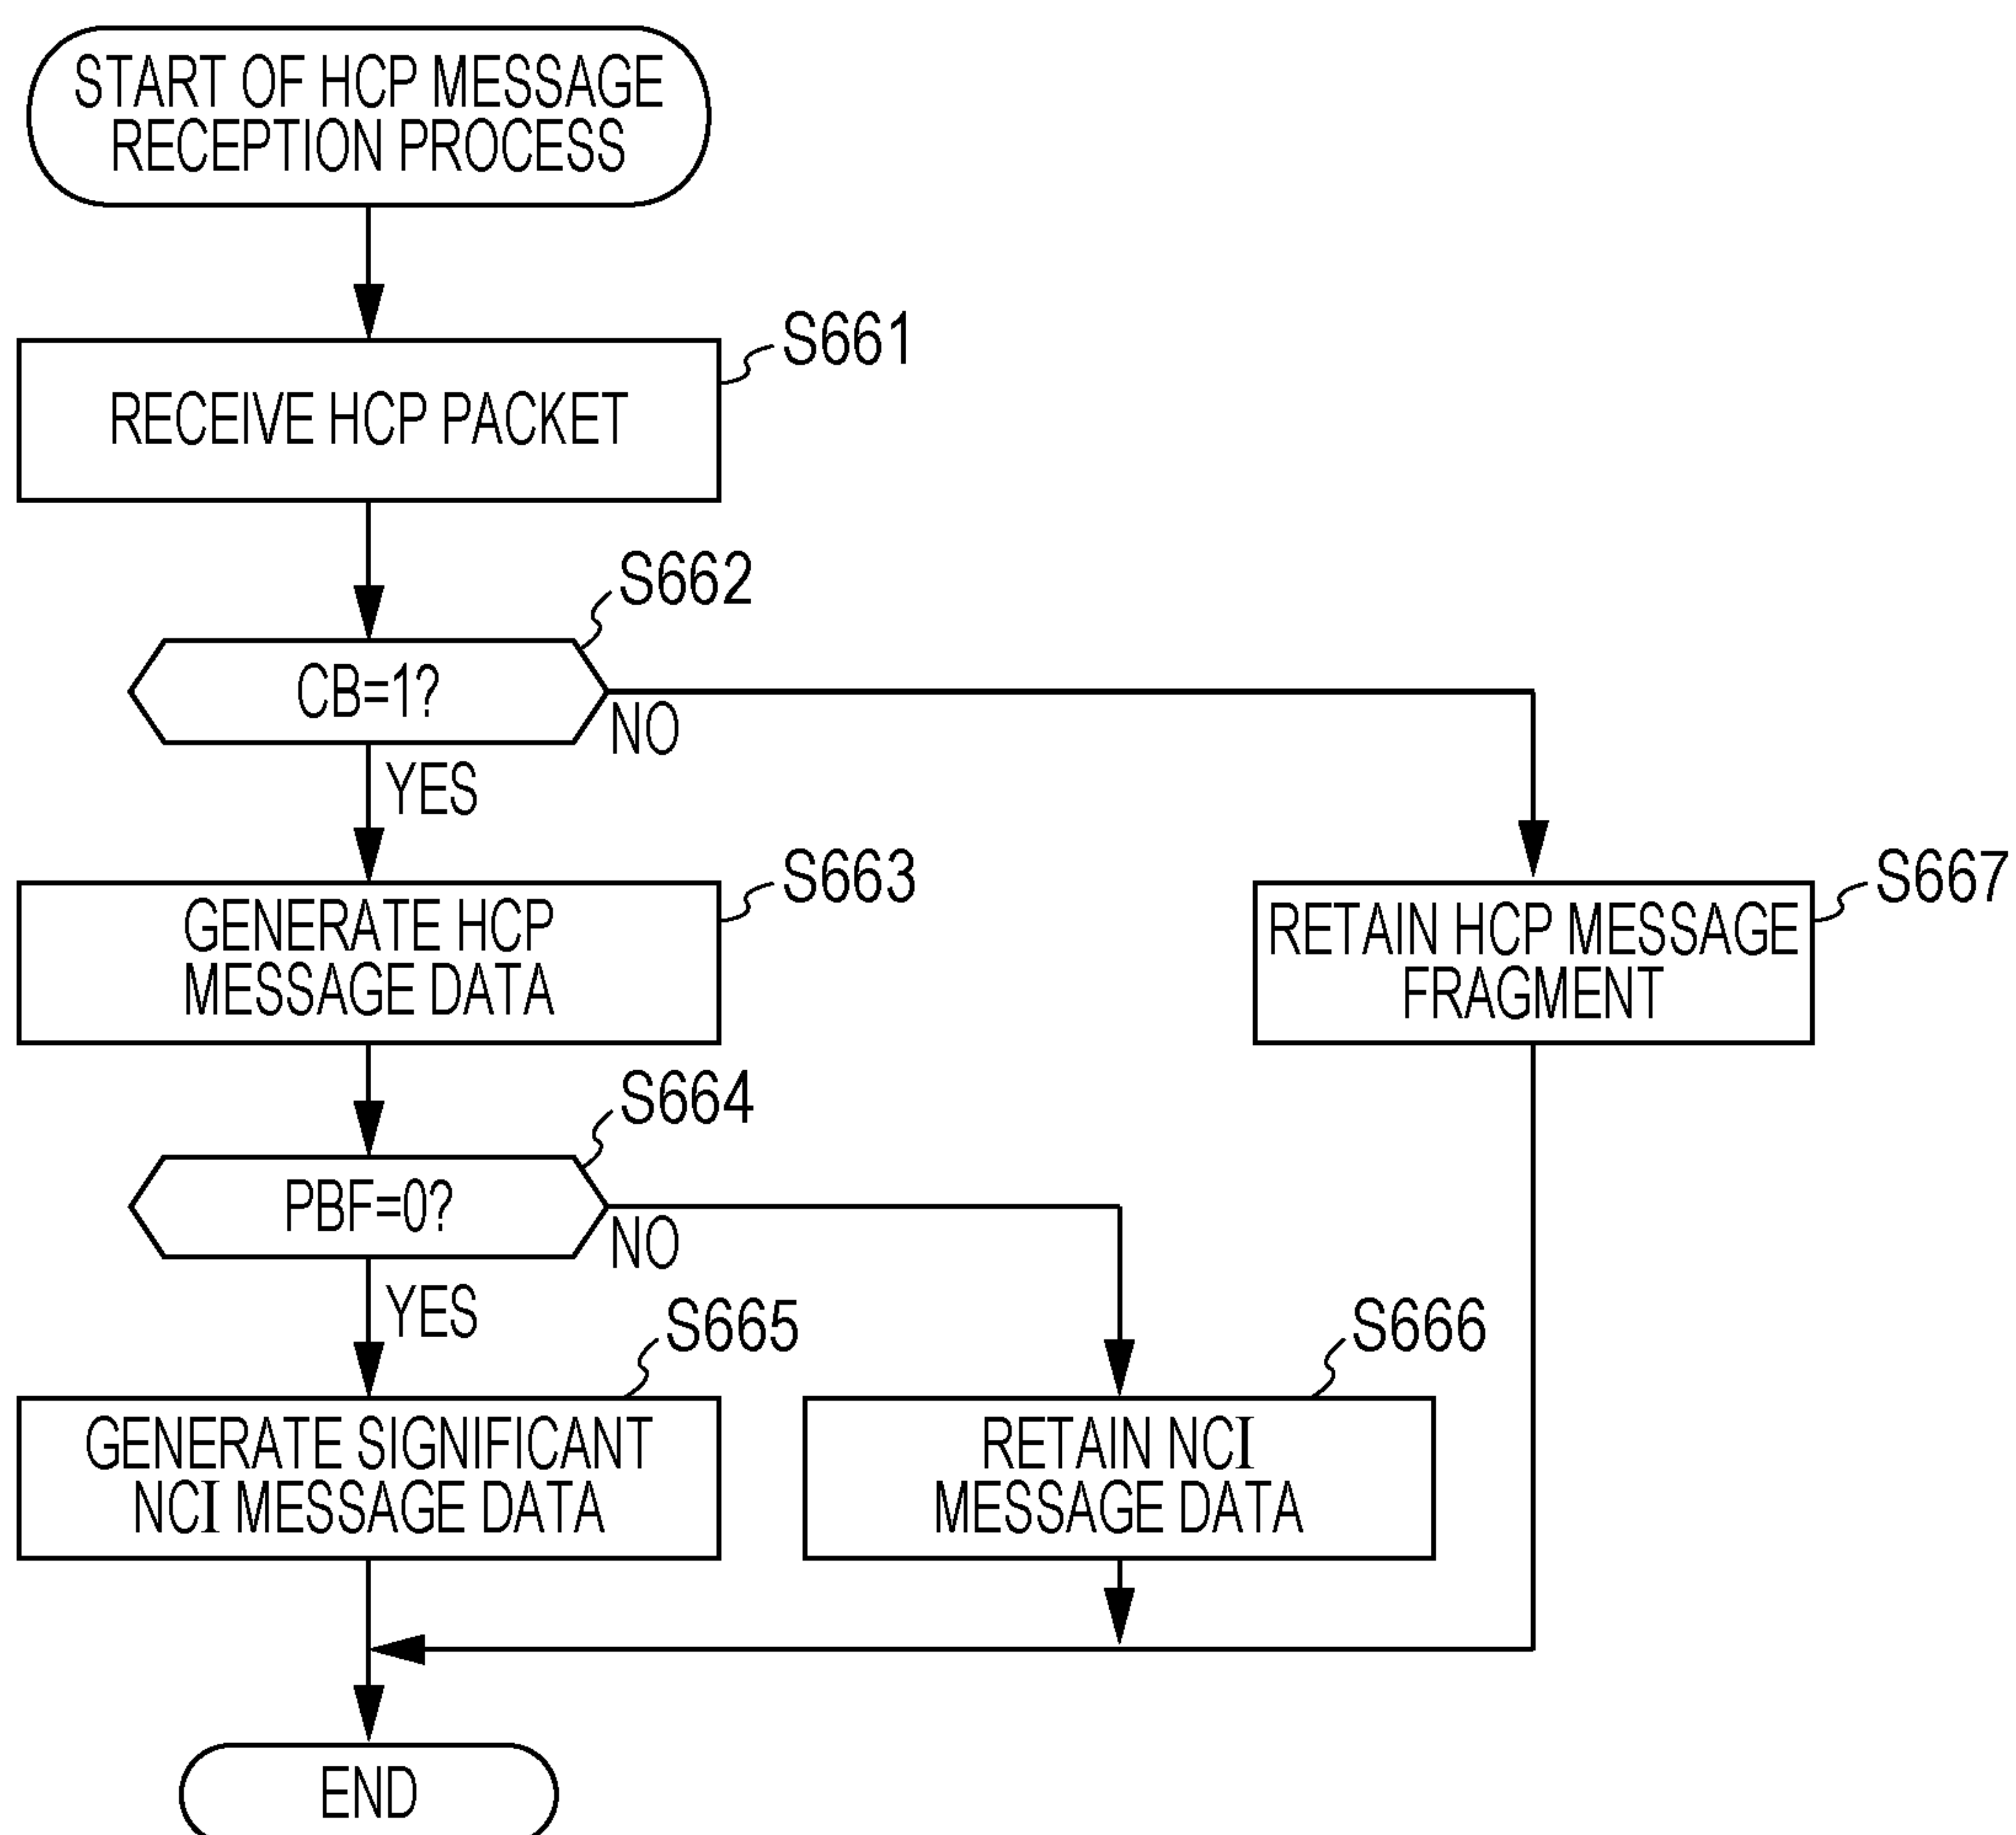 START OF HCP MESSAGE
RECEPTION PROCESS
S661
RECEIVE HCP PACKET
S662
CB=1?
NO
YES
S663
GENERATE HCP
MESSAGE DATA
S667
RETAIN HCP MESSAGE
FRAGMENT
S664
PBF=0?
NO
YES
S665
GENERATE SIGNIFICANT
NCI MESSAGE DATA
S666
RETAIN NCI
MESSAGE DATA
END